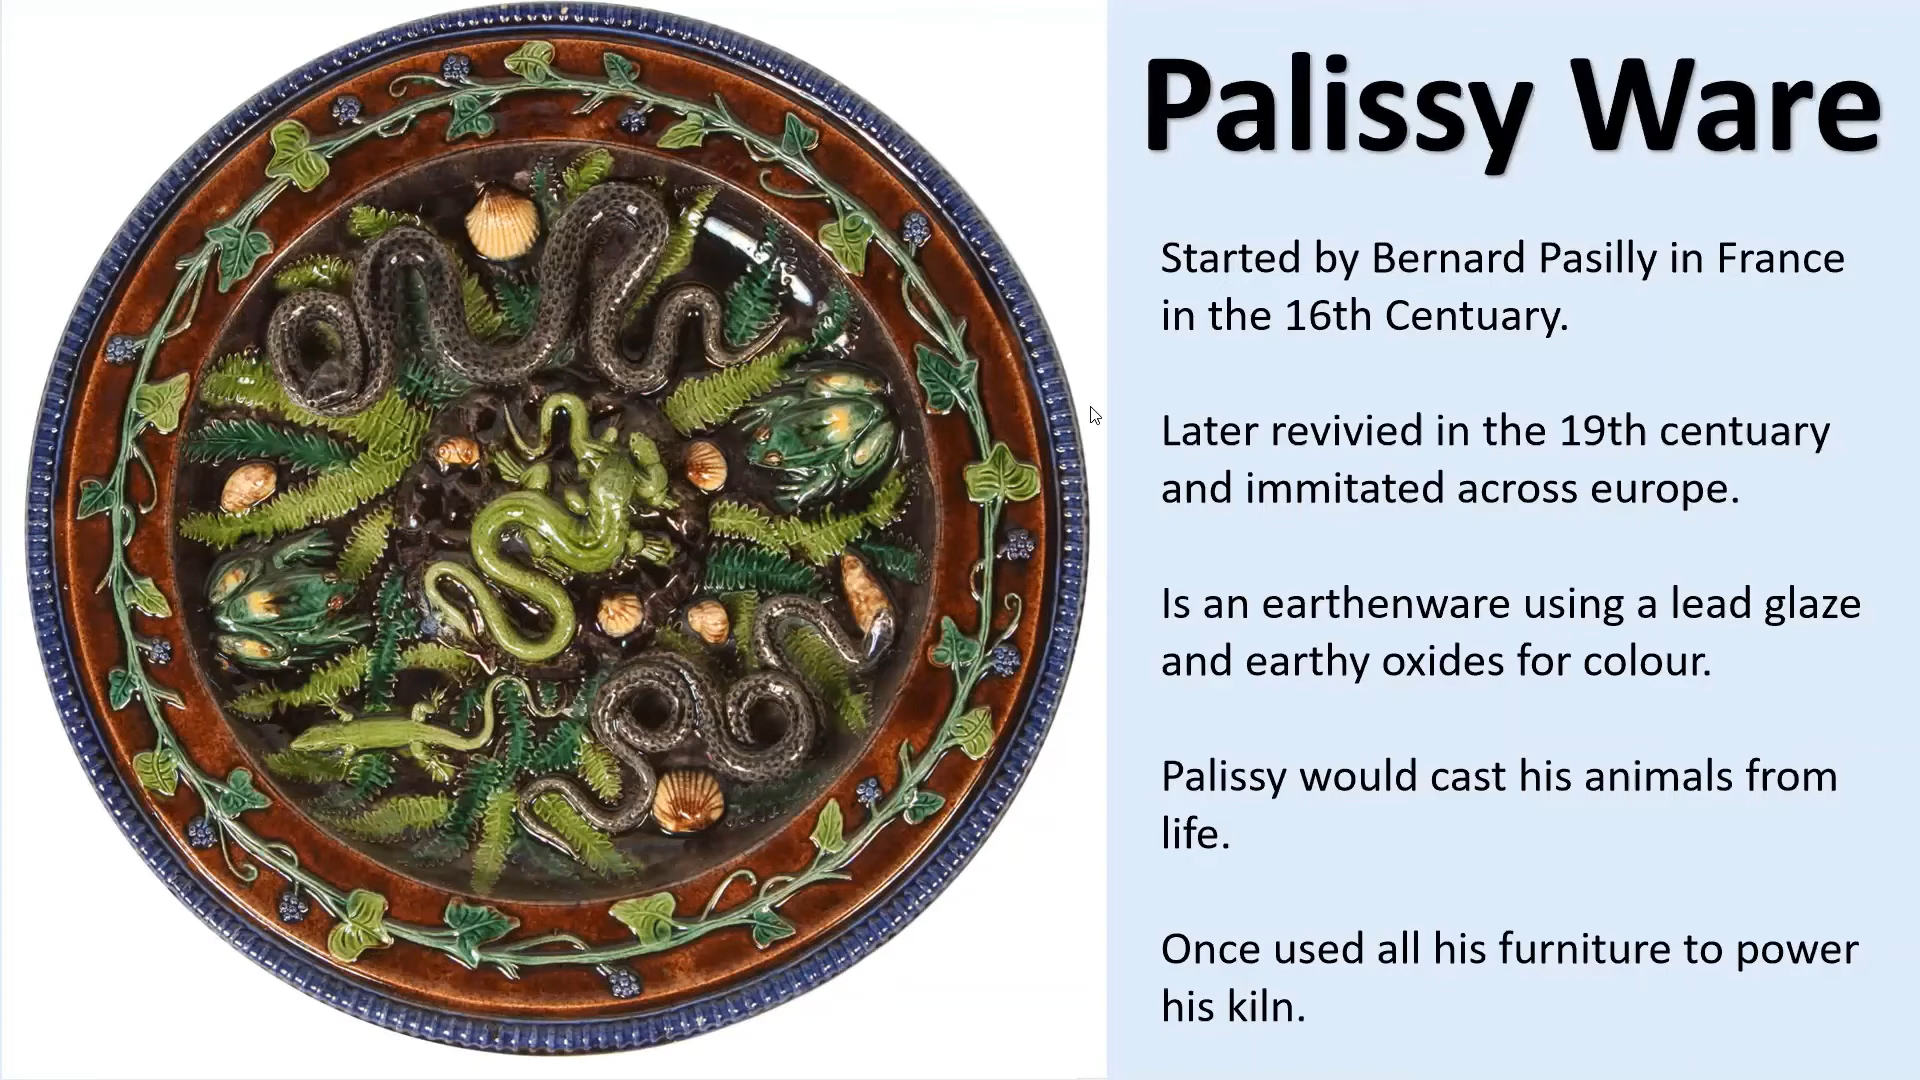 Palissy Ware
Started by Bernard Pasilly in France
in the 16th Centuary.
Later revivied in the 19th centuary
and immitated across europe.
Is an earthenware using a lead glaze
and earthy oxides for colour.
Palissy would cast his animals from
life.
Once used all his furniture to power
his kiln.